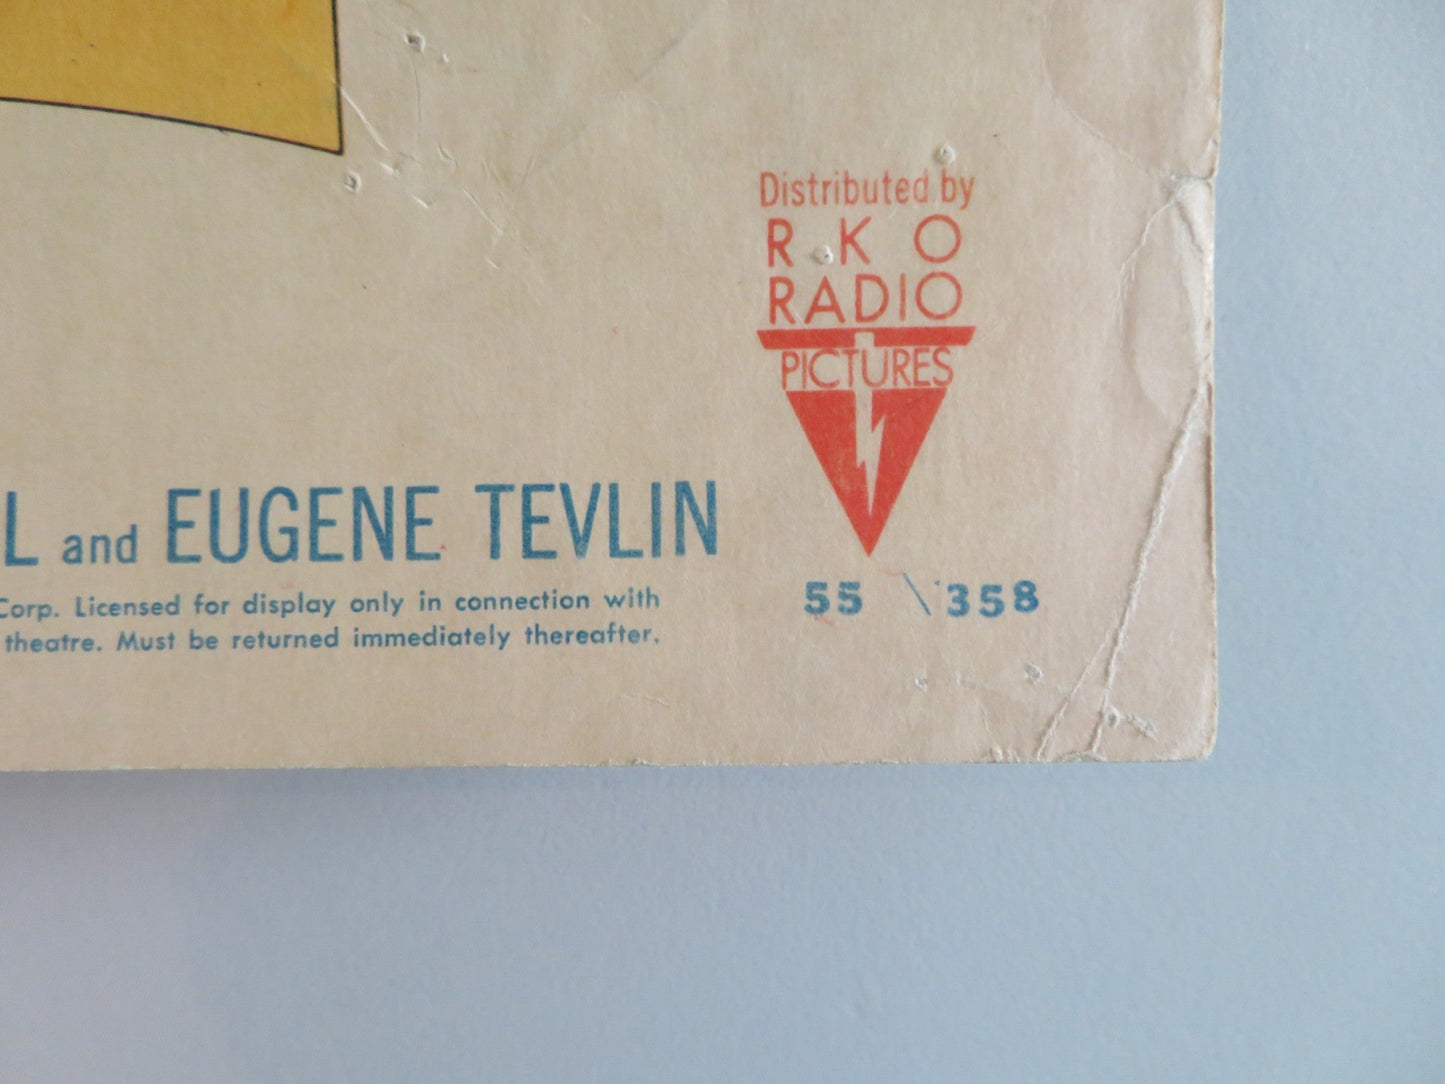 Distributed by
R K O
RADIO
PICTURES
L and EUGENE TEVLIN
Corp. Licensed for display only in connection with
theatre. Must be returned immediately thereafter.
55 \ 358